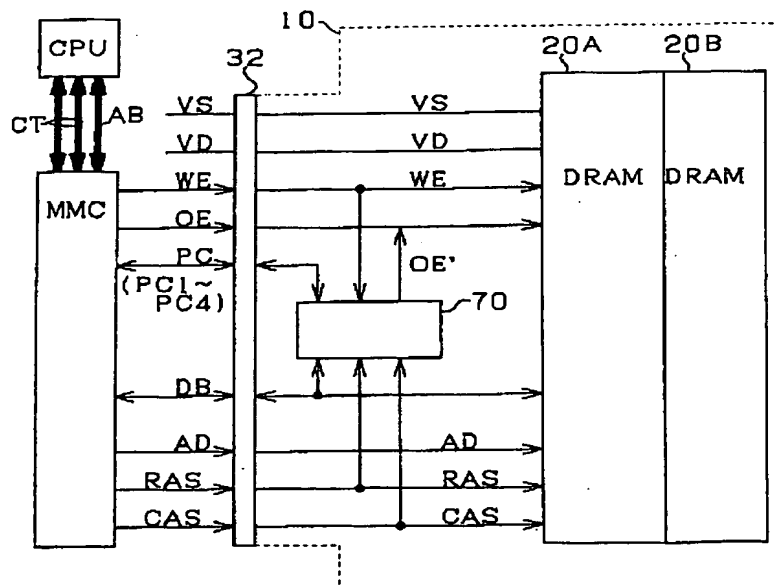 10
20A 20B
CPU
32
CT
AB
VS VS
VD VD
WE WE
MMC
DRAM DRAM
OE
PC
OE'
(PC1~
PC4)
70
DB
AD AD
RAS RAS
CAS CAS